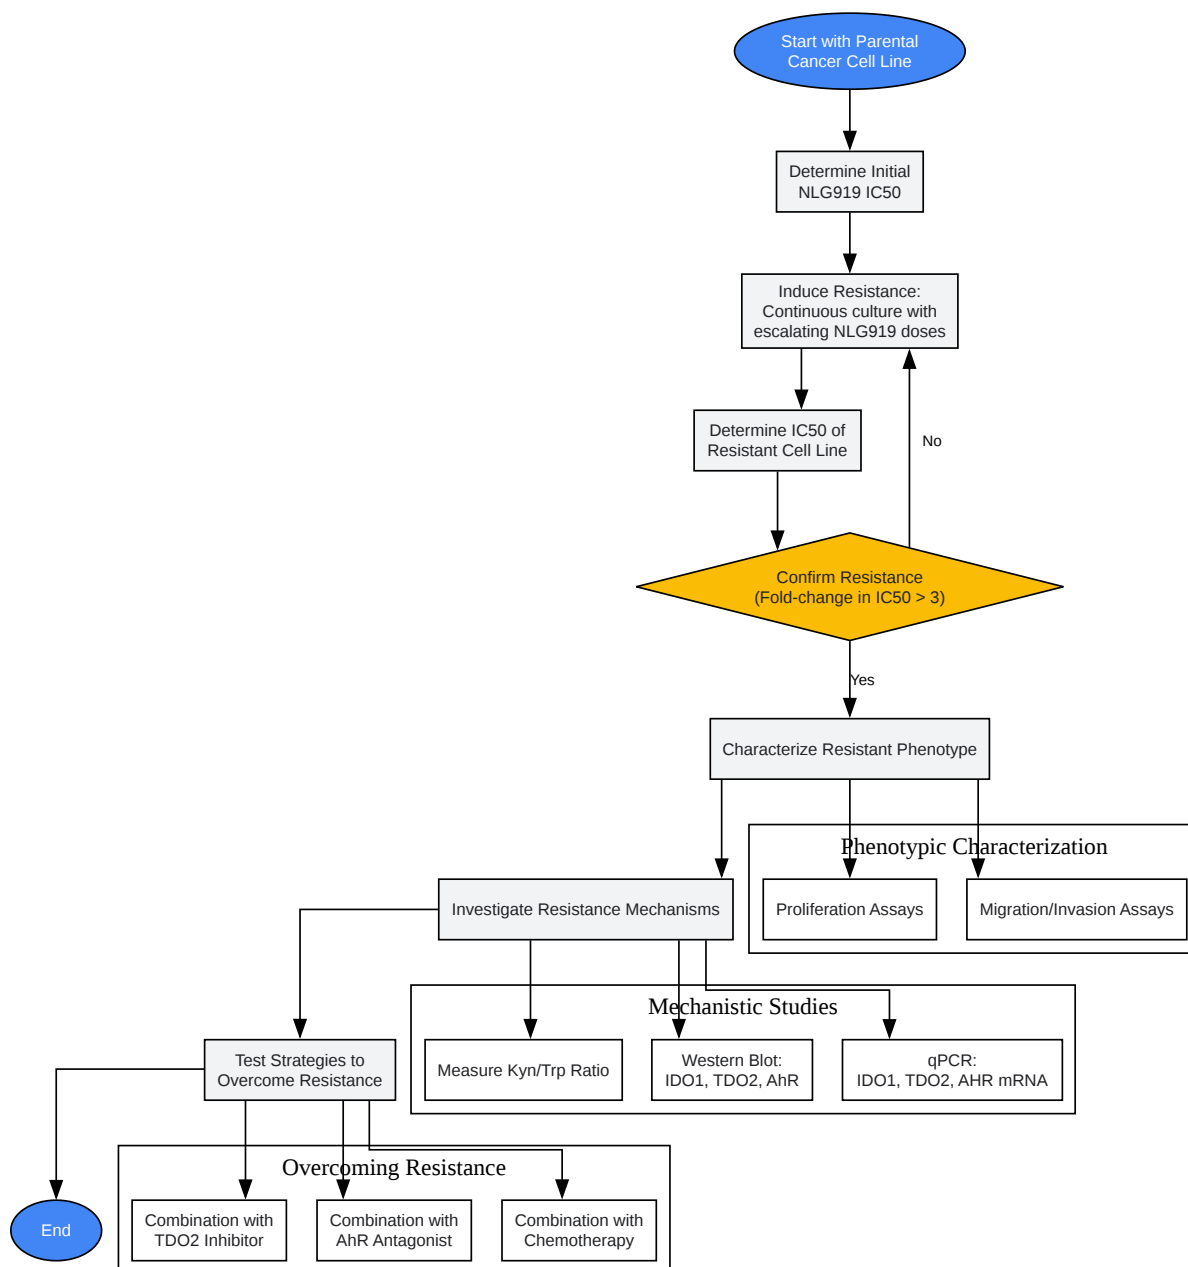 Start with Parental
Cancer Cell Line
Determine Initial
NLG919 IC50
Induce Resistance:
Continuous culture with
escalating NLG919 doses
Determine IC50 of
Resistant Cell Line
No
Confirm Resistance
(Fold-change in IC50 > 3)
Yes
Characterize Resistant Phenotype
Phenotypic Characterization
Investigate Resistance Mechanisms
Proliferation Assays
Migration/Invasion Assays
Mechanistic Studies
Test Strategies to
Overcome Resistance
Measure Kyn/Trp Ratio
Western Blot:
IDO1, TDO2, AhR
qPCR:
IDO1, TDO2, AHR mRNA
Overcoming Resistance
End
Combination with
TDO2 Inhibitor
Combination with
AhR Antagonist
Combination with
Chemotherapy